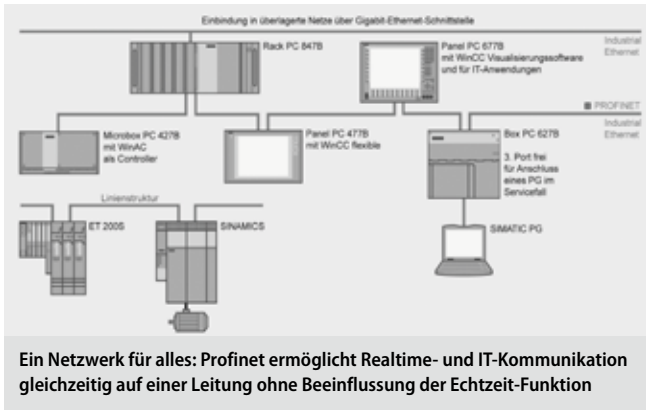 Einbindung in überlagerte Netze über Gigabit-Ethernet-Schnittstelle
Rack PC 847B
Panel PC 677B
mit WinCC Visualisierungssoftware
und für IT-Anwendungen
Industrial
Ethernet
PROFINET
Industrial
Ethernet
Microbox PC 427B
mit WinAC
als Controller
Panel PC 477B
mit WinCC flexible
Box PC 627B
3. Port frei
für Anschluss
eines PG im
Servicefall
Linienstruktur
ET 200S
SINAMICS
SIMATIC PG
Ein Netzwerk für alles: Profinet ermöglicht Realtime- und IT-Kommunikation
gleichzeitig auf einer Leitung ohne Beeinflussung der Echtzeit-Funktion